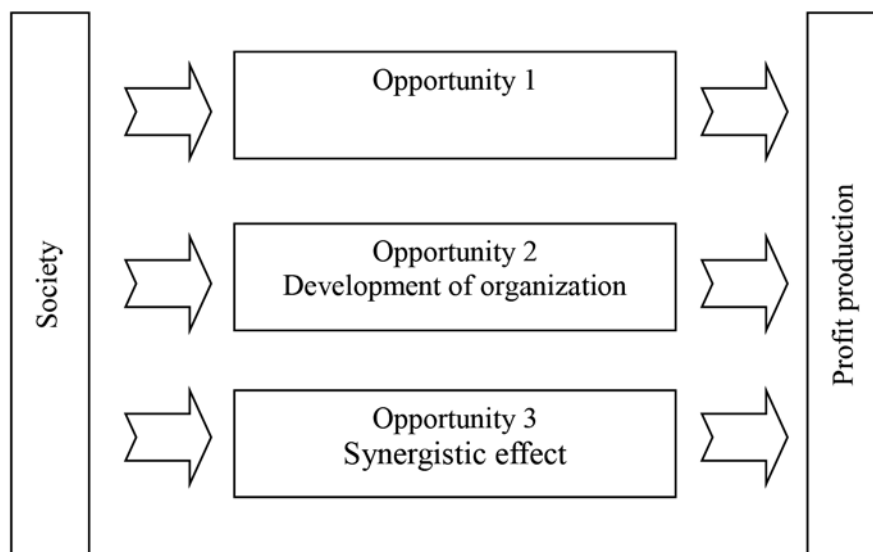 Society
Opportunity 1
Opportunity 2
Development of organization
Opportunity 3
Synergistic effect
Profit production